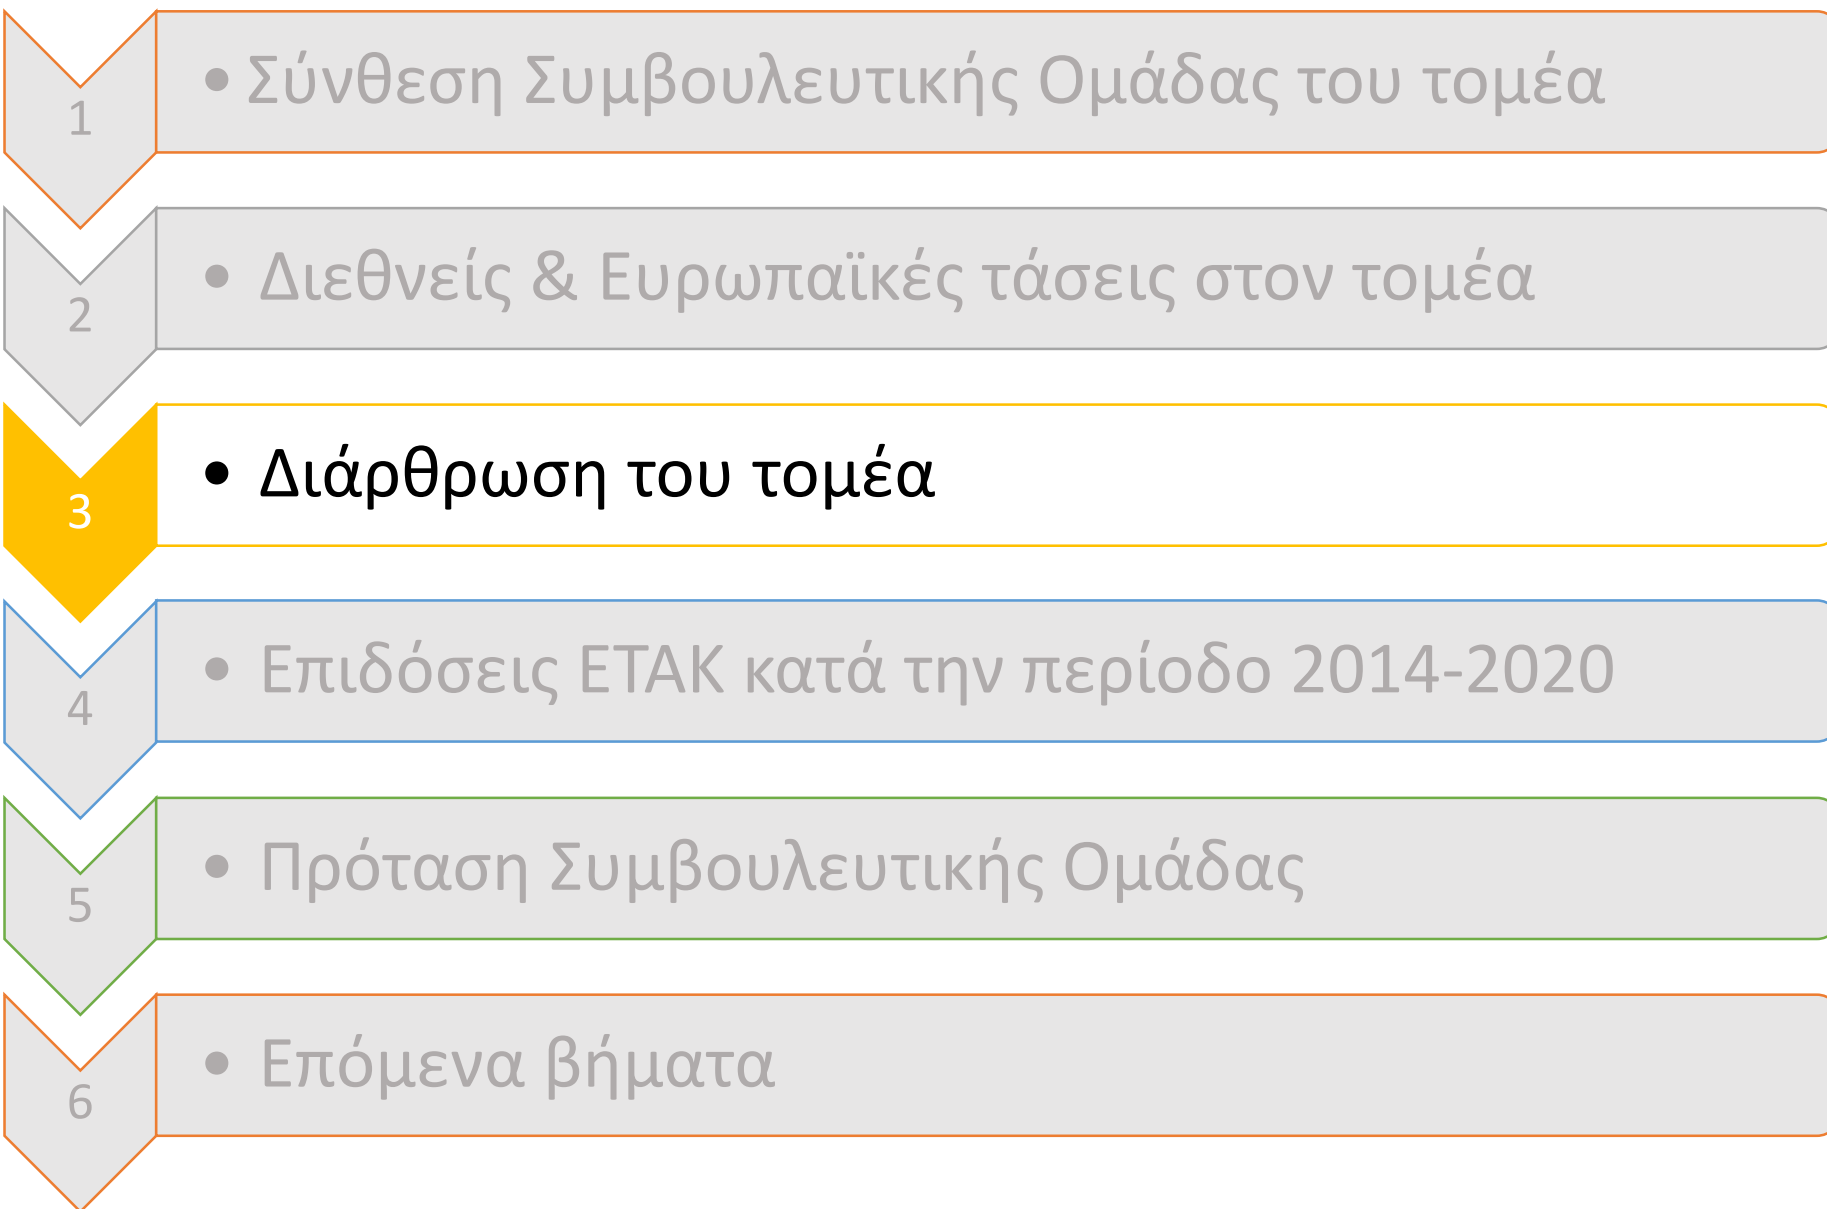 1
• Σύνθεση Συμβουλευτικής Ομάδας του τομέα
2
• Διεθνείς & Ευρωπαϊκές τάσεις στον τομέα
3
• Διάρθρωση του τομέα
4
• Επιδόσεις ΕΤΑΚ κατά την περίοδο 2014-2020
5
• Πρόταση Συμβουλευτικής Ομάδας
6
• Επόμενα βήματα